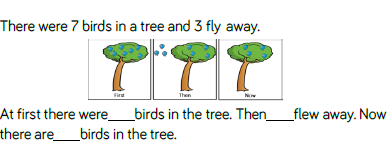 There were 7 birds in a tree and 3 fly away.
First Then Now
At first there were___birds in the tree. Then___flew away. Now
there are___birds in the tree.